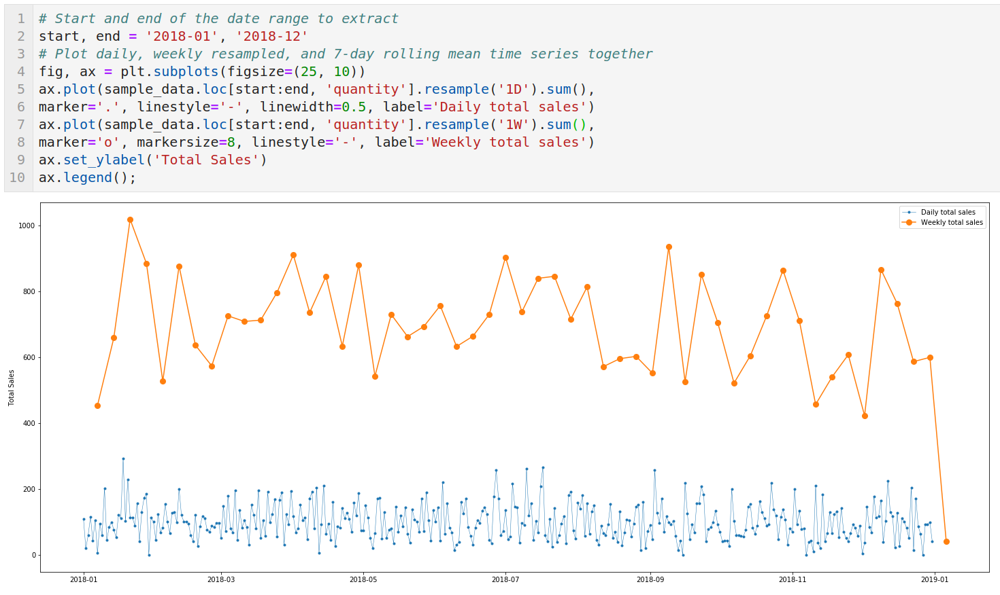 1 # Start and end of the date range to extract
2 start, end = '2018-01', '2018-12'
3 # Plot daily, weekly resampled, and 7-day rolling mean time series together
4 fig, ax = plt.subplots(figsize=(25, 10))
5 ax.plot(sample_data.loc[start:end, 'quantity'].resample('1D').sum(),
6 marker='.', linestyle='-', linewidth=0.5, label='Daily total sales')
7 ax.plot(sample_data.loc[start:end, 'quantity'].resample('1W').sum(),
8 marker='o', markersize=8, linestyle='-', label='Weekly total sales')
9 ax.set_ylabel('Total Sales')
10 ax.legend();
Daily total sales
Weekly total sales
1000
800
600
400
200
0
Total Sales
2018-01 2018-03 2018-05 2018-07 2018-09 2018-11 2019-01